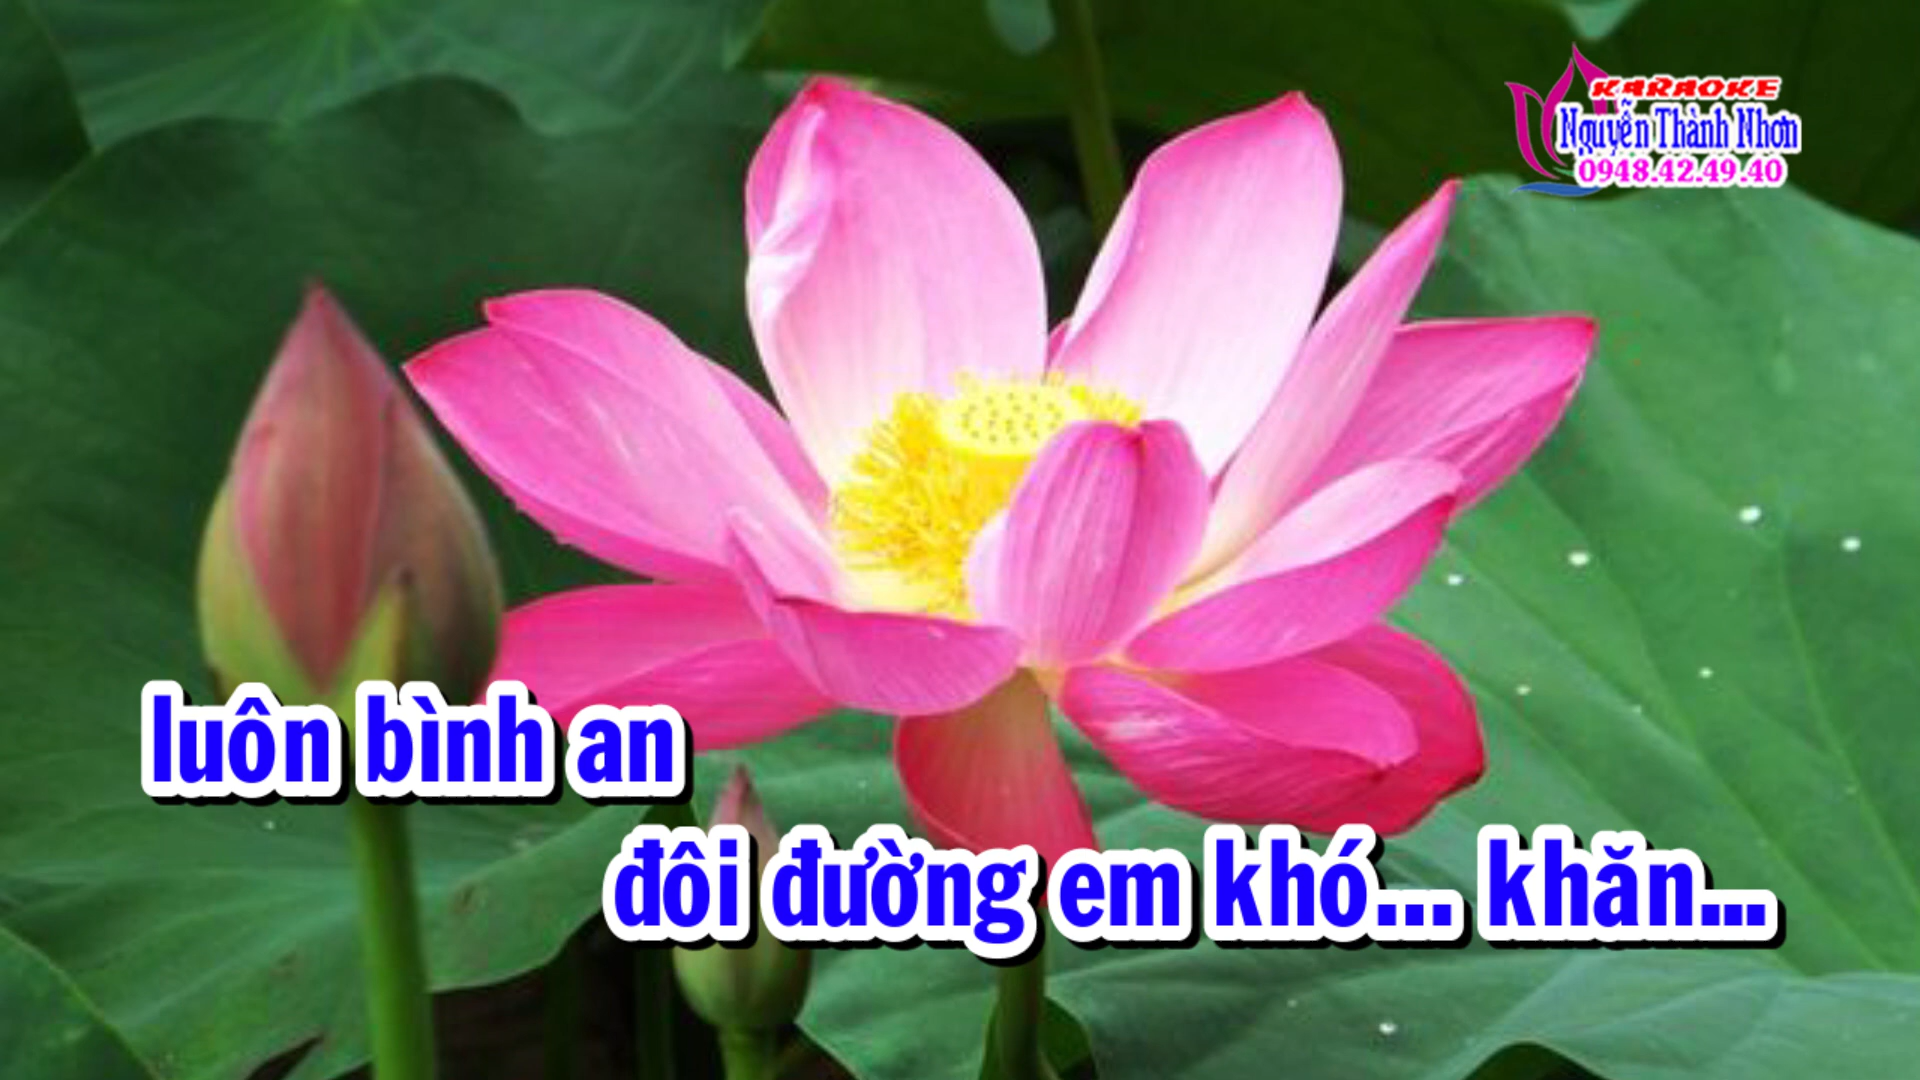 KARAOKE
Nguyễn Thành Nhơn
0948.42.49.40
luôn bình an
đôi đường em khó... khăn...